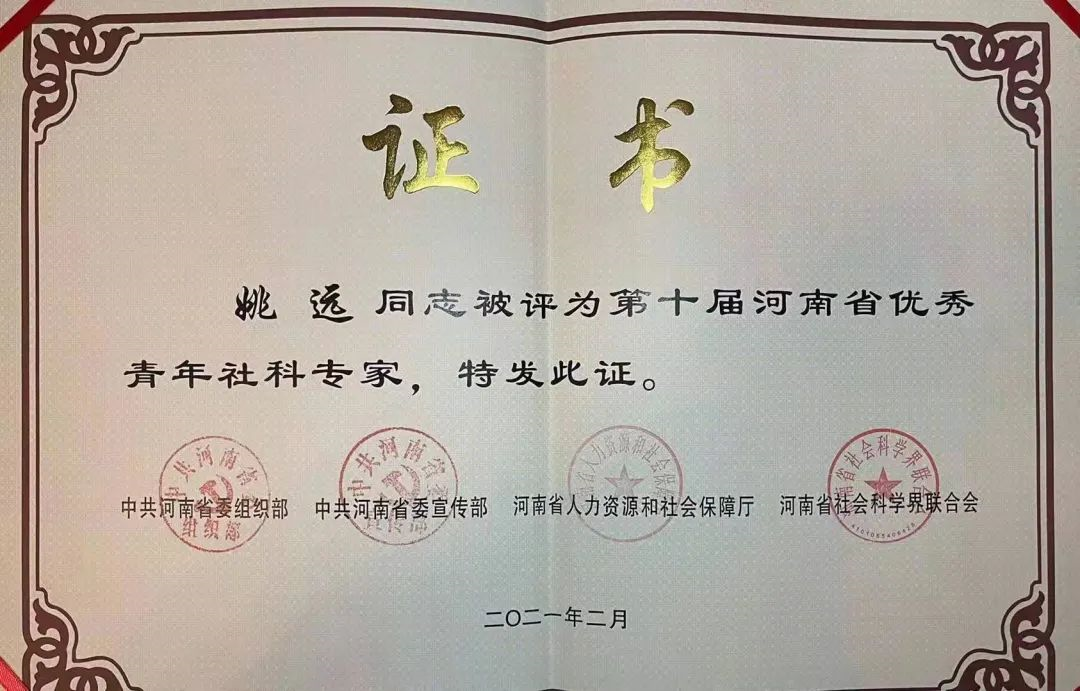 证书
姚远 同志被评为第十届河南省优秀
青年社科专家，特发此证。
中共河南省委组织部 中共河南省委宣传部 河南省人力资源和社会保障厅 河南省社会科学界联合会
二〇二一年二月